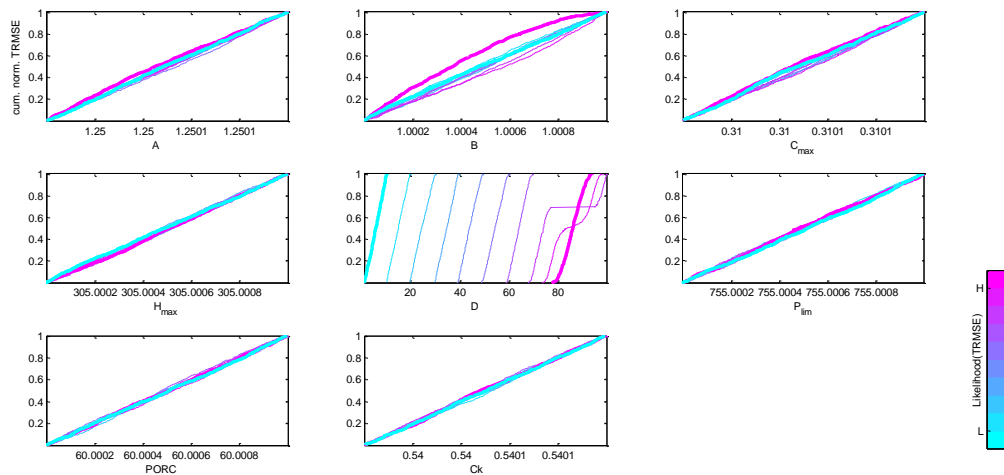 cum. norm. TRMSE
1 0.8 0.6 0.4 0.2
1.25 1.25 1.2501 1.2501
A
1 0.8 0.6 0.4 0.2
1.0002 1.0004 1.0006 1.0008
B
1 0.8 0.6 0.4 0.2
0.31 0.31 0.3101 0.3101
Cmax
1 0.8 0.6 0.4 0.2
305.0002 305.0004 305.0006 305.0008
Hmax
1 0.8 0.6 0.4 0.2
20 40 60 80
D
1 0.8 0.6 0.4 0.2
755.0002 755.0004 755.0006 755.0008
Plim
1 0.8 0.6 0.4 0.2
60.0002 60.0004 60.0006 60.0008
PORC
1 0.8 0.6 0.4 0.2
0.54 0.54 0.5401 0.5401
Ck
H
Likelihood(TRMSE)
L